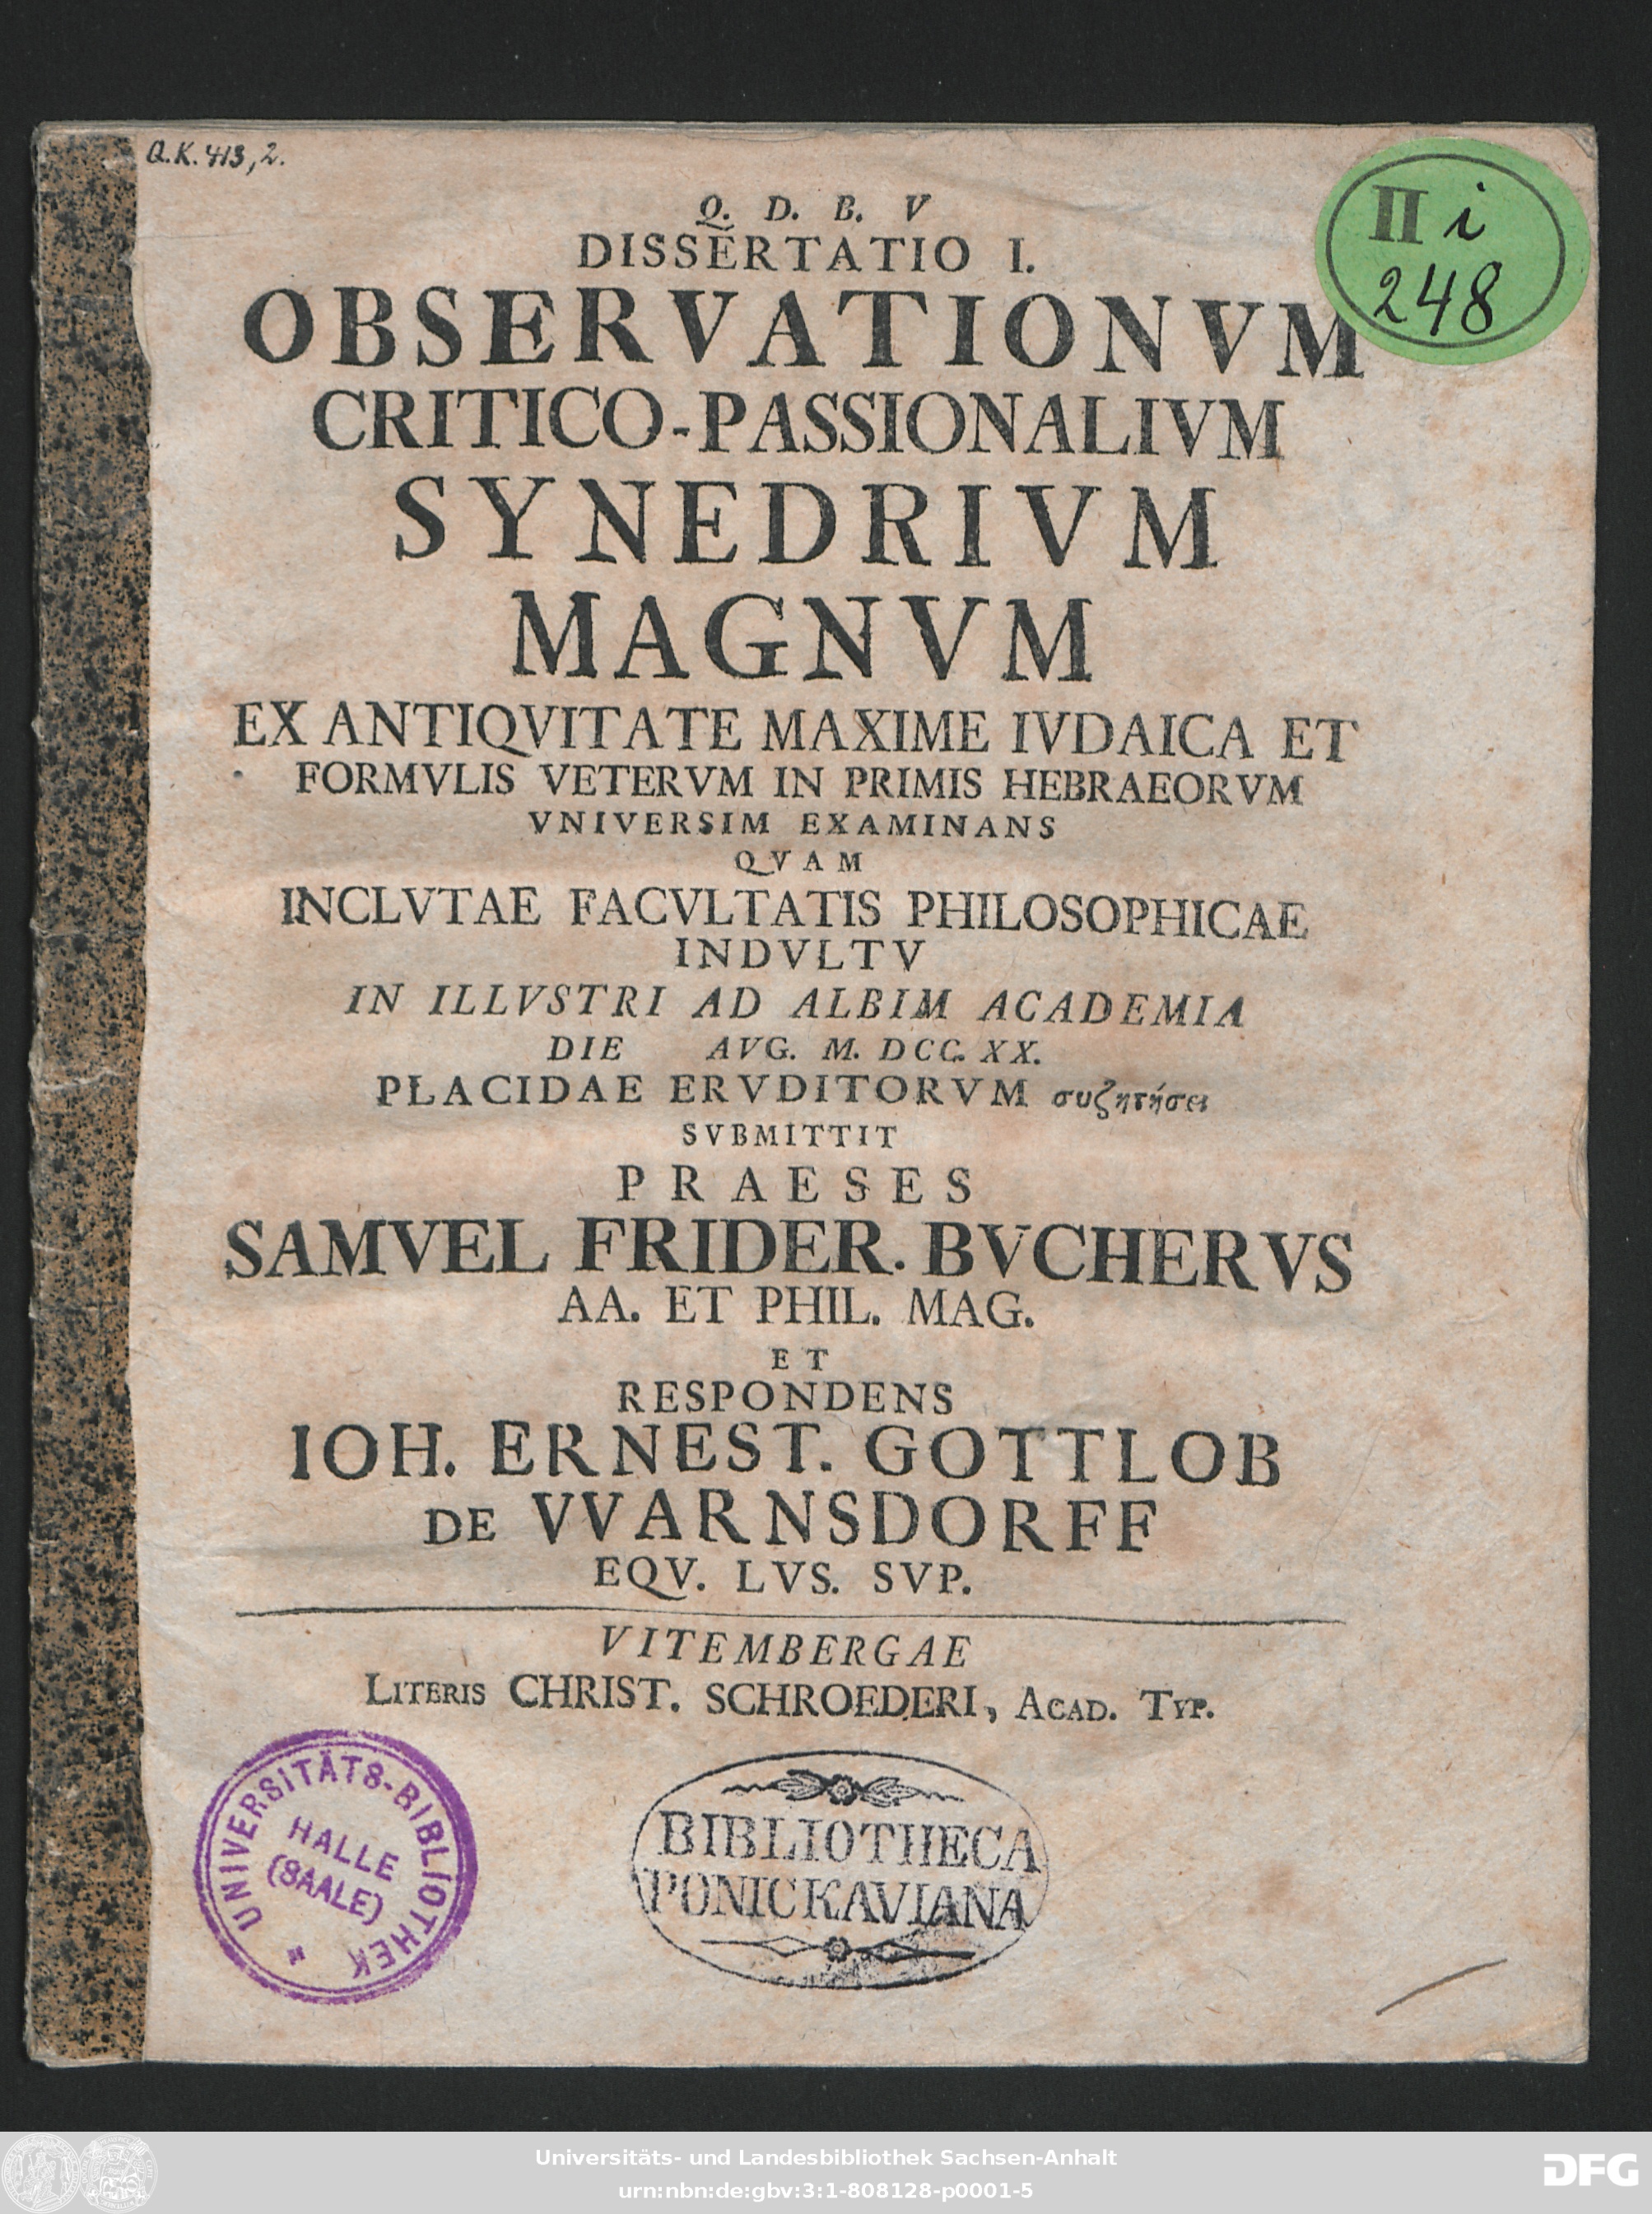 Q.K. 413, 2.
II i
248
Q. D. B. V
DISSERTATIO I.
OBSERVATIONVM
CRITICO-PASSIONALIVM
SYNEDRIVM
MAGNVM
EX ANTIQVITATE MAXIME IVDAICA ET
FORMVLIS VETERVM IN PRIMIS HEBRAEORVM
VNIVERSIM EXAMINANS
QVAM
INCLVTAE FACVLTATIS PHILOSOPHICAE
INDVLTV
IN ILLVSTRI AD ALBIM ACADEMIA
DIE AVG. M. DCC. XX.
PLACIDAE ERVDITORVM συζητήσει
SVBMITTIT
PRAESES
SAMVEL FRIDER. BVCHERVS
AA. ET PHIL. MAG.
ET
RESPONDENS
IOH. ERNEST. GOTTLOB
DE VVARNSDORFF
EQV. LVS. SVP.
VITEMBERGAE
LITERIS CHRIST. SCHROEDERI, ACAD. TYP.
UNIVERSITÄTS-BIBLIOTHEK
HALLE
(SAALE)
BIBLIOTHECA
PONICKAVIANA
Universitäts- und Landesbibliothek Sachsen-Anhalt
urn:nbn:de:gbv:3:1-808128-p0001-5
DFG